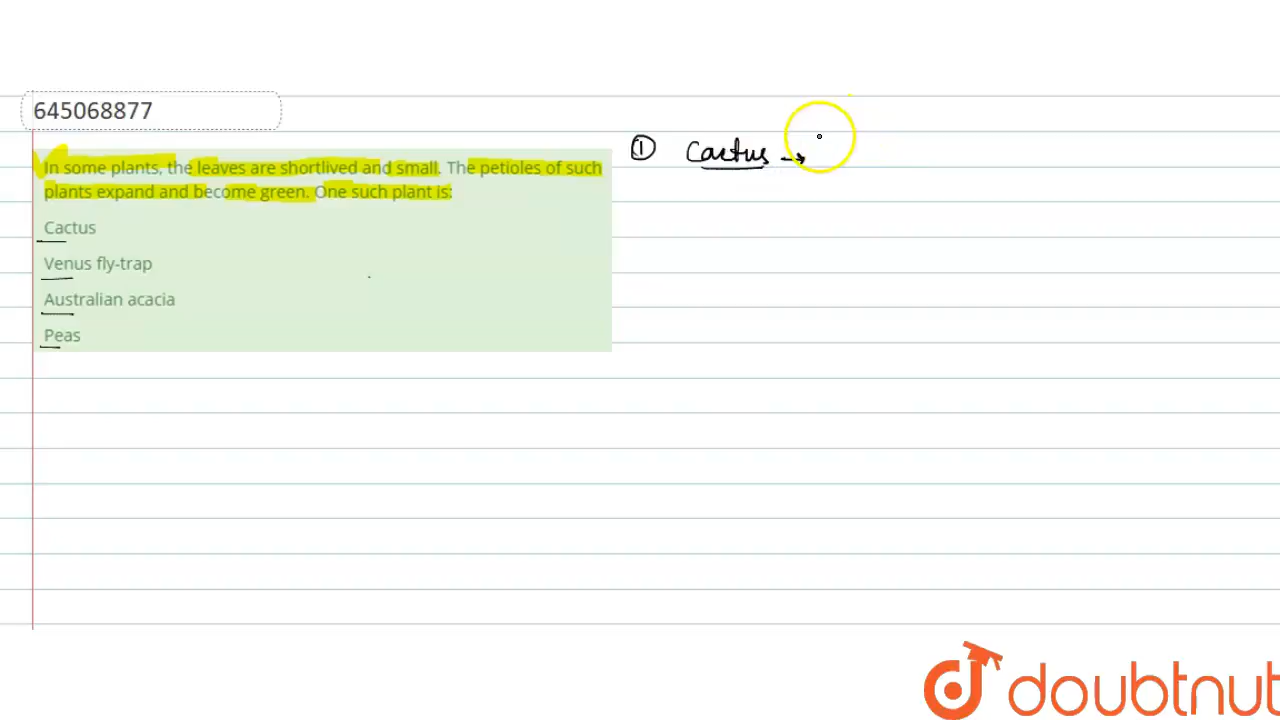 645068877
In some plants, the leaves are shortlived and small. The petioles of such
plants expand and become green. One such plant is:
Cactus
Venus fly-trap
Australian acacia
Peas
① Cactus →
doubtnut